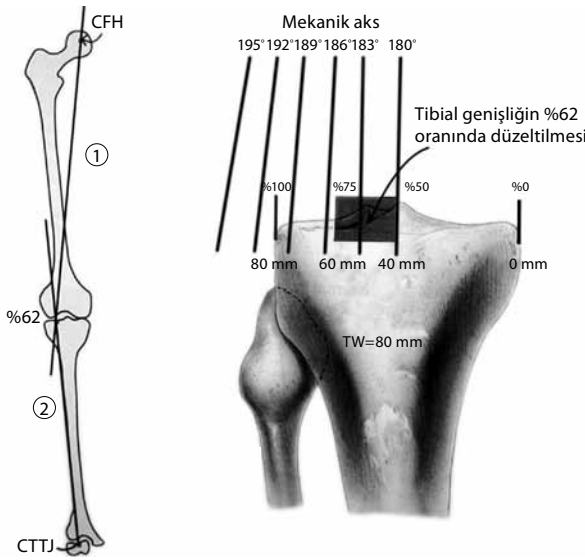 CFH
1
%62
2
CTTJ
Mekanik aks
195° 192° 189° 186° 183° 180°
Tibial genişliğin %62
oranında düzeltilmesi
%100 %75 %50 %0
80 mm 60 mm 40 mm 0 mm
TW=80 mm